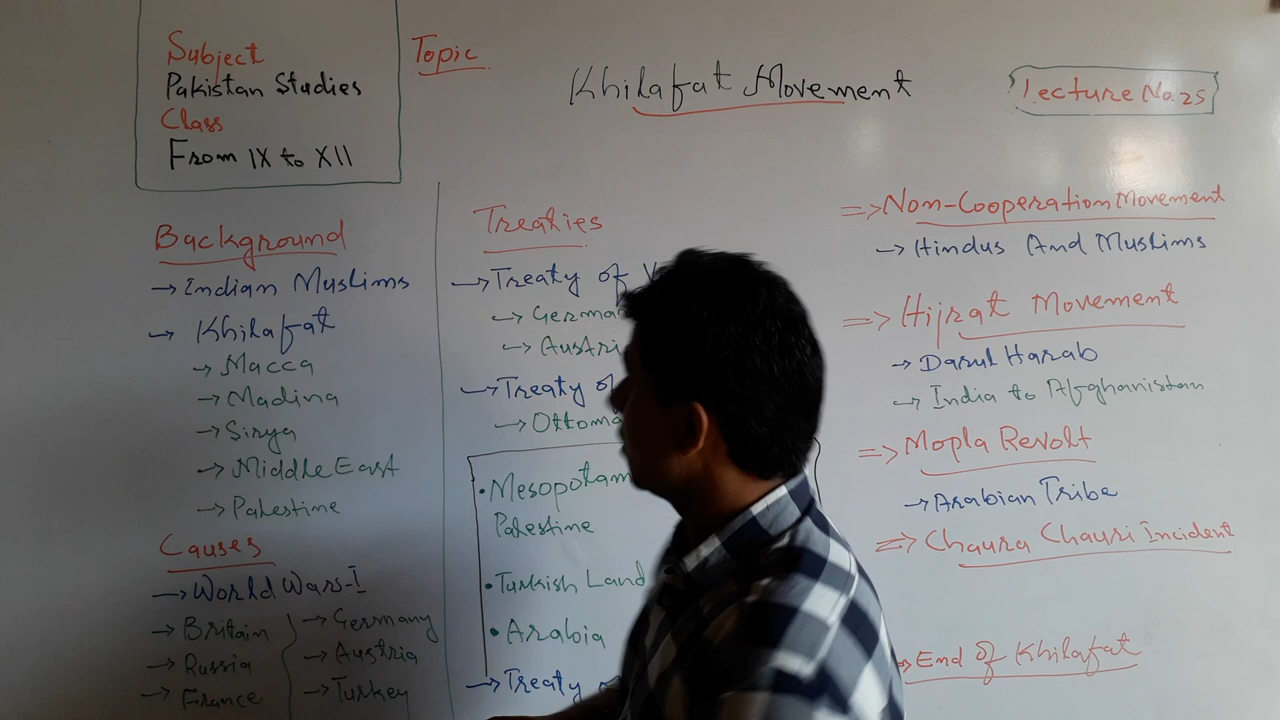 Subject
Pakistan Studies
Class
From IX to XII
Topic
Khilafat Movement
Lecture No.25
Background
→ Indian Muslims
→ Khilafat
→ Macca
→ Madina
→ Sirya
→ Middle East
→ Palestine
Causes
→ World Wars-I
→ Britain
→ Russia
→ France
→ Germany
→ Austria
→ Turkey
Treaties
→ Treaty of
→ Treaty of
• Mesopotam
Palestine
• Turkish Land
• Arabia
→ Treaty
=> Non-Cooperation Movement
→ Hindus And Muslims
=> Hijrat Movement
→ Darul Harab
→ India to Afghanistan
=> Mopla Revolt
→ Arabian Tribe
=> Chaura Chauri Incident
End of Khilafat